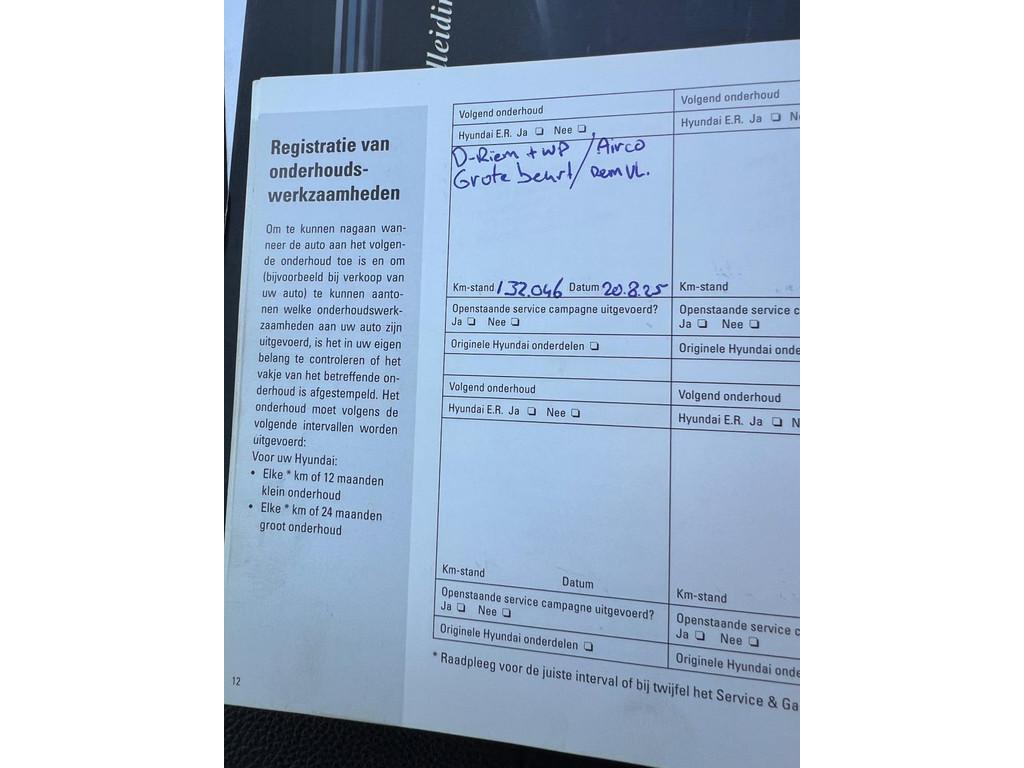 dleidin
Registratie van
onderhouds-
werkzaamheden
Om te kunnen nagaan wan-
neer de auto aan het volgen-
de onderhoud toe is en om
(bijvoorbeeld bij verkoop van
uw auto) te kunnen aanto-
nen welke onderhoudswerk-
zaamheden aan uw auto zijn
uitgevoerd, is het in uw eigen
belang te controleren of het
vakje van het betreffende on-
derhoud is afgestempeld. Het
onderhoud moet volgens de
volgende intervallen worden
uitgevoerd:
Voor uw Hyundai:
• Elke * km of 12 maanden
klein onderhoud
• Elke * km of 24 maanden
groot onderhoud
12
Volgend onderhoud
Hyundai E.R. Ja ❏ Nee ❏
D-Riem + WP / Airco
Grote beurt / Rem Vl.
Km-stand 132.046 Datum 20.8.25
Openstaande service campagne uitgevoerd?
Ja ❏ Nee ❏
Originele Hyundai onderdelen ❏
Volgend onderhoud
Hyundai E.R. Ja ❏ N
Km-stand
Openstaande service c
Ja ❏ Nee ❏
Originele Hyundai onde
Volgend onderhoud
Hyundai E.R. Ja ❏ Nee ❏
Km-stand Datum
Openstaande service campagne uitgevoerd?
Ja ❏ Nee ❏
Originele Hyundai onderdelen ❏
Volgend onderhoud
Hyundai E.R. Ja ❏ N
Km-stand
Openstaande service c
Ja ❏ Nee ❏
Originele Hyundai onde
* Raadpleeg voor de juiste interval of bij twijfel het Service & Ga